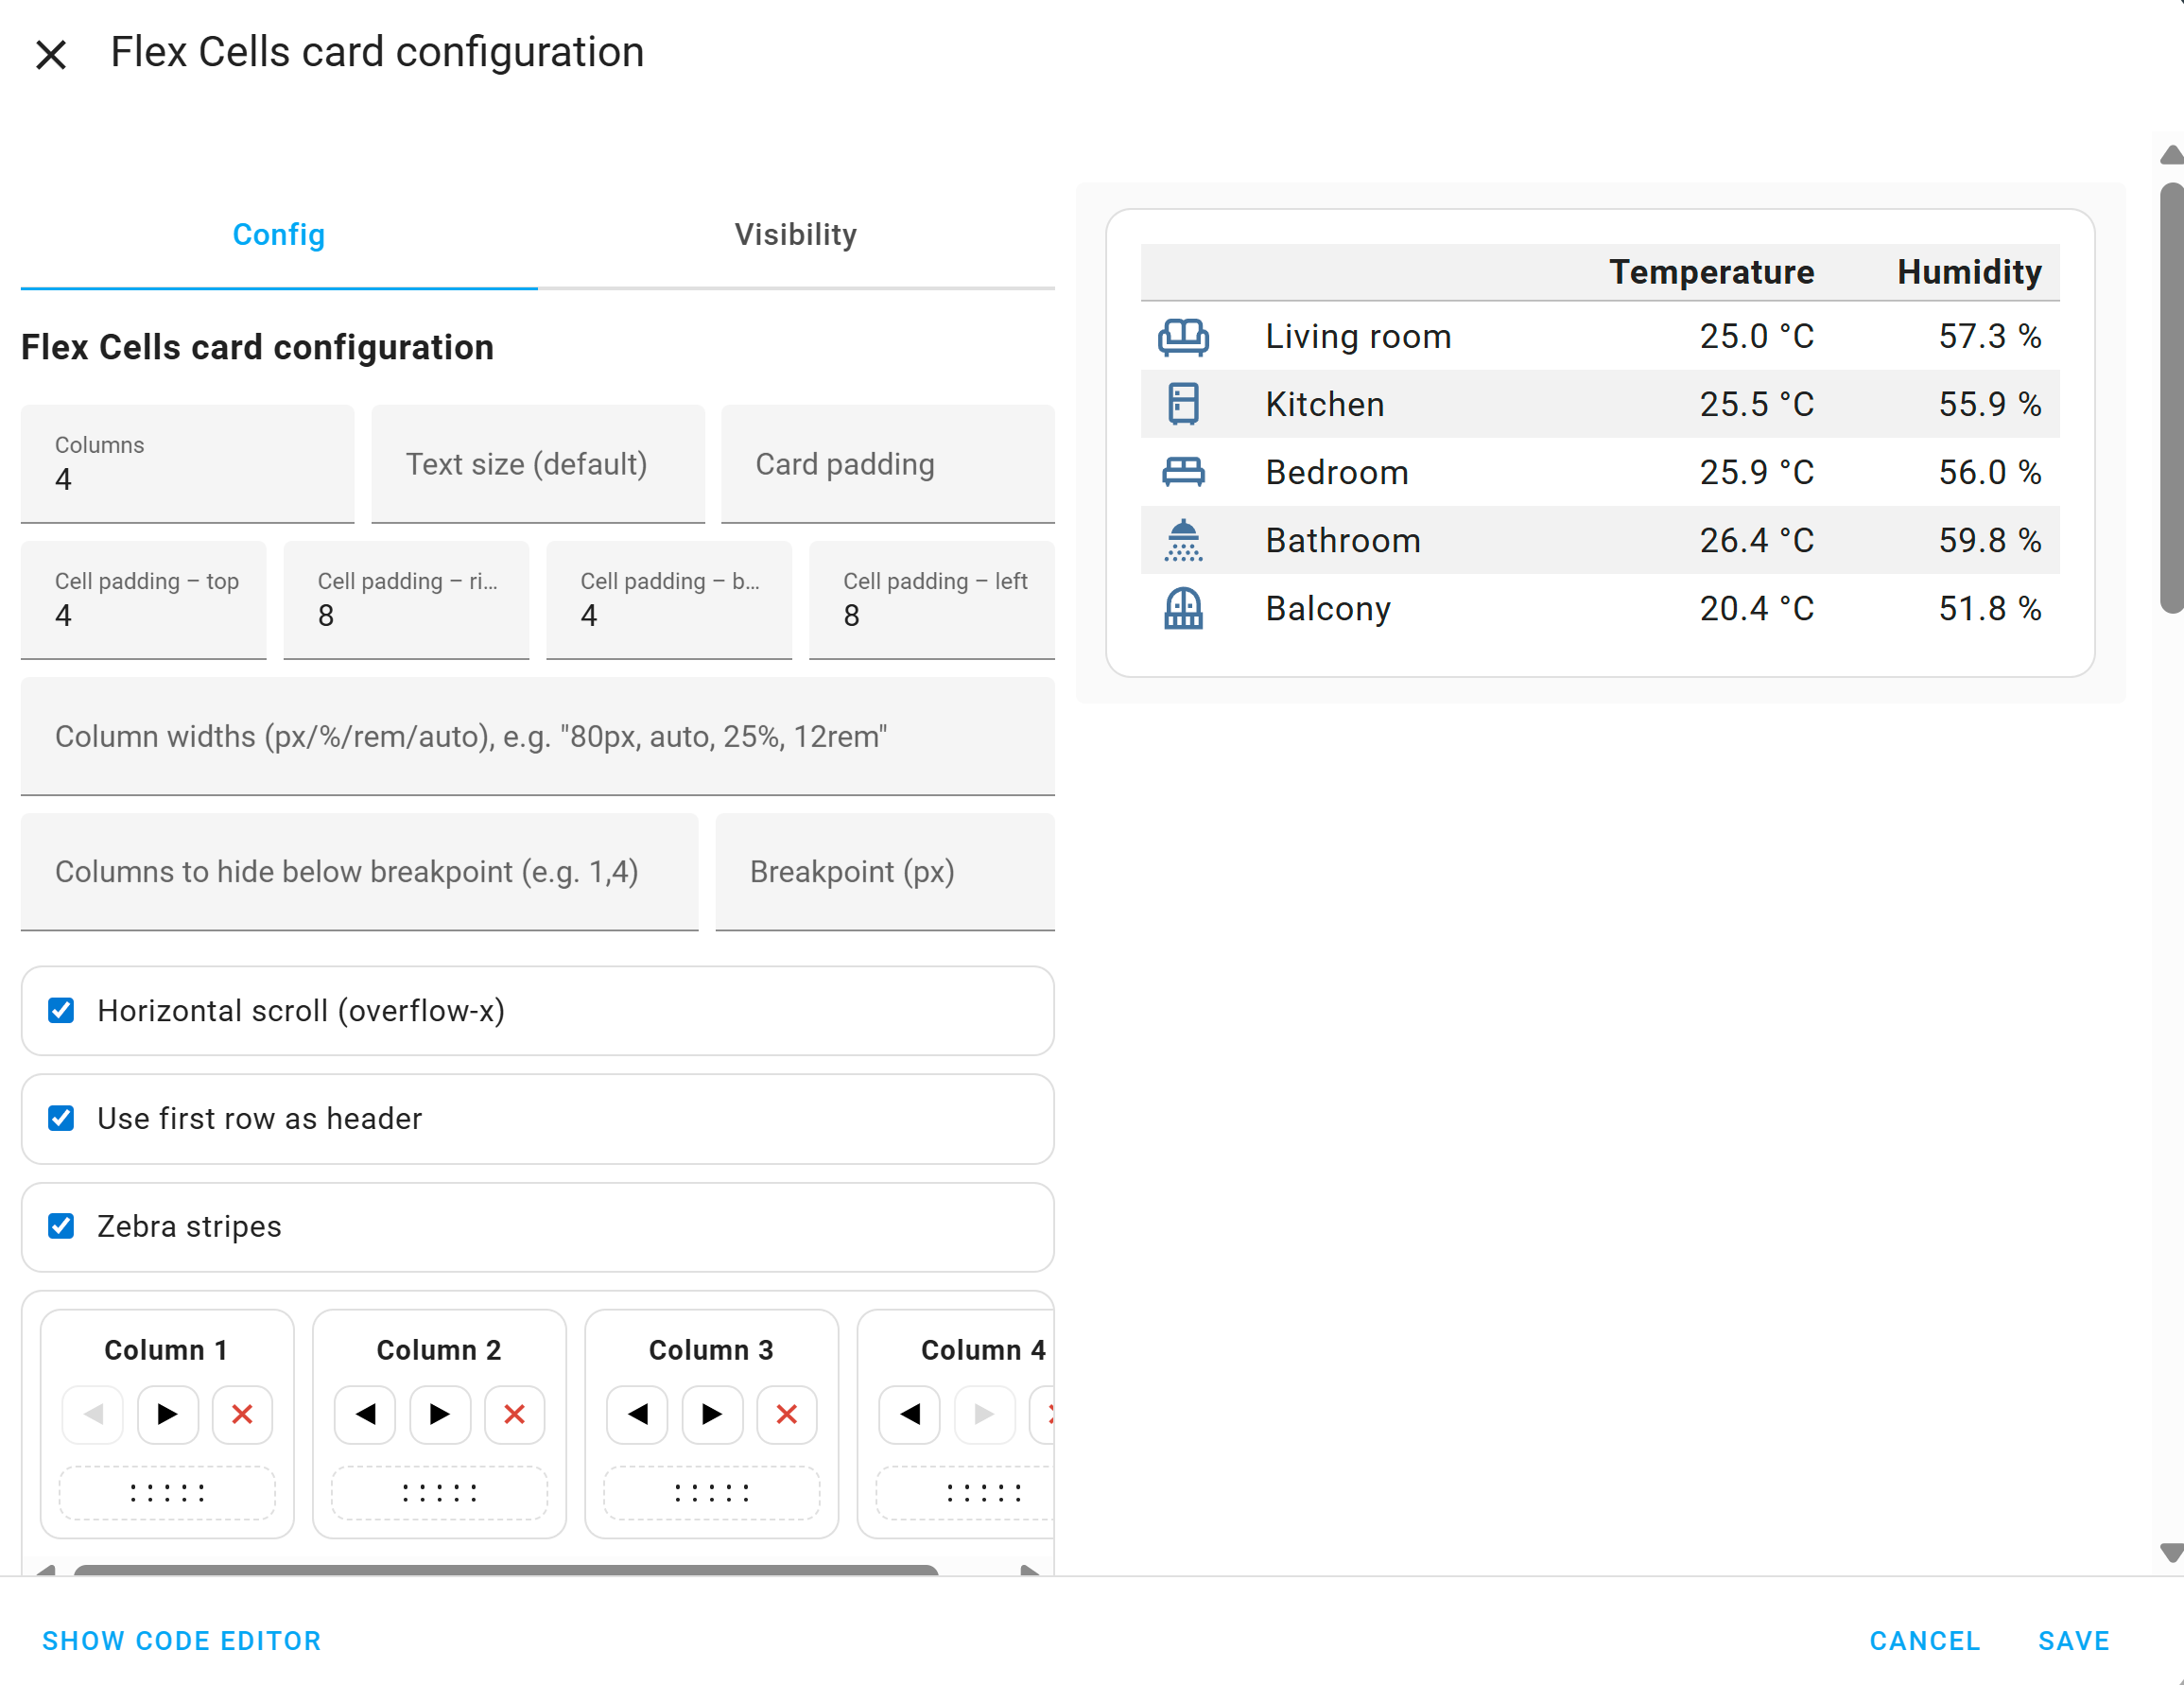 Flex Cells card configuration
Config
Visibility
Flex Cells card configuration
Columns
4
Text size (default)
Card padding
Cell padding – top
4
Cell padding – ri...
8
Cell padding – b...
4
Cell padding – left
8
Column widths (px/%/rem/auto), e.g. "80px, auto, 25%, 12rem"
Columns to hide below breakpoint (e.g. 1,4)
Breakpoint (px)
Horizontal scroll (overflow-x)
Use first row as header
Zebra stripes
Column 1
Column 2
Column 3
Column 4
Temperature Humidity
Living room 25.0 °C 57.3 %
Kitchen 25.5 °C 55.9 %
Bedroom 25.9 °C 56.0 %
Bathroom 26.4 °C 59.8 %
Balcony 20.4 °C 51.8 %
SHOW CODE EDITOR
CANCEL
SAVE